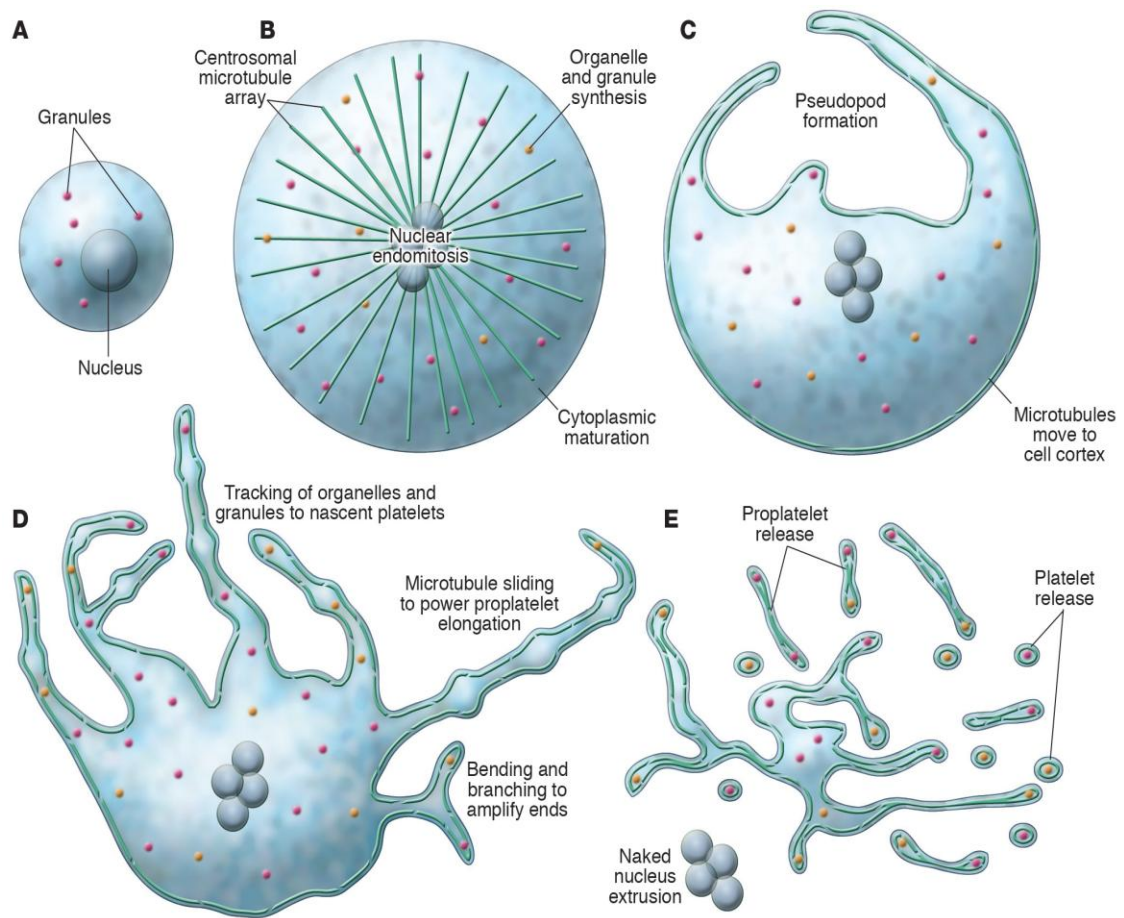 A
Granules
Nucleus
B
Centrosomal
microtubule
array
Organelle
and granule
synthesis
Nuclear
endomitosis
Cytoplasmic
maturation
C
Pseudopod
formation
Microtubules
move to
cell cortex
D
Tracking of organelles and
granules to nascent platelets
Microtubule sliding
to power proplatelet
elongation
Bending and
branching to
amplify ends
E
Proplatelet
release
Platelet
release
Naked
nucleus
extrusion